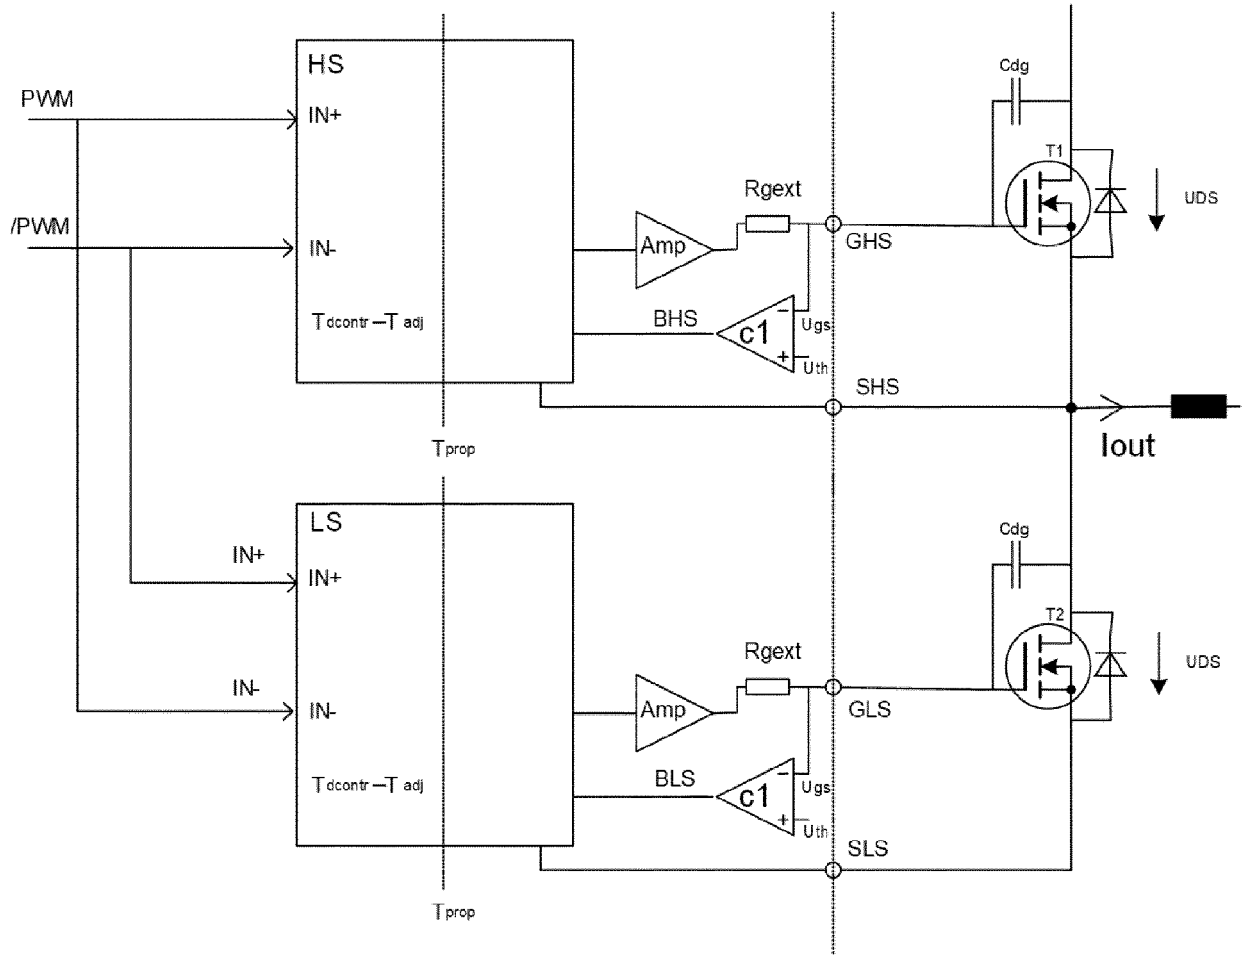 HS
Cdg
PWM
IN+
T1
Rgext
UDS
/PWM
IN-
Amp
GHS
Tdcontr–Tadj
BHS
c1
−
Ugs
+
Uth
SHS
Iout
Tprop
LS
Cdg
IN+
IN+
T2
Rgext
UDS
IN-
IN-
Amp
GLS
Tdcontr–Tadj
BLS
c1
−
Ugs
+
Uth
SLS
Tprop